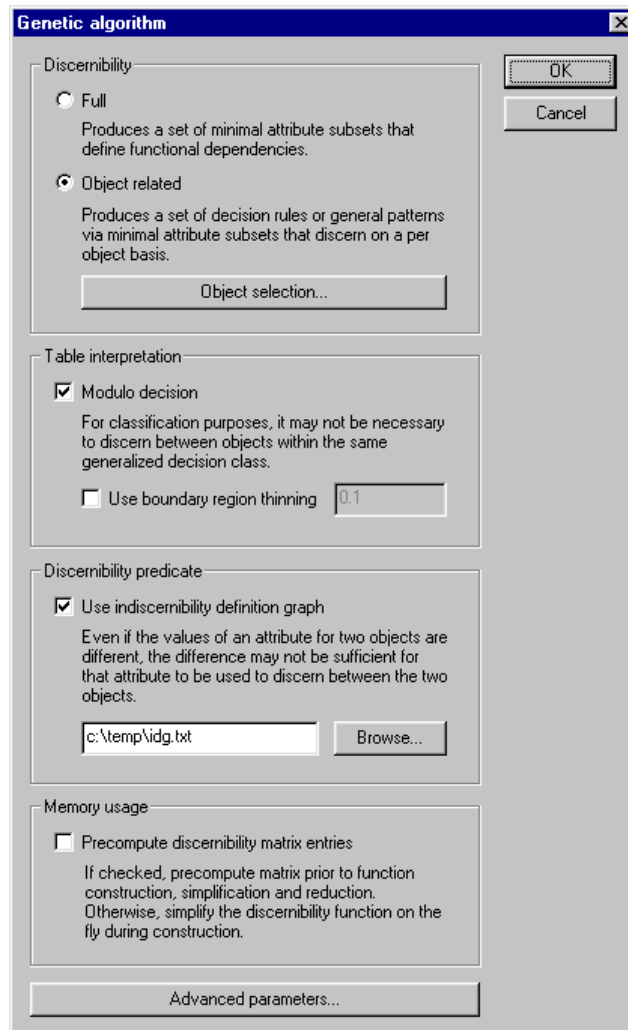 Genetic algorithm
Discernibility
Full
Produces a set of minimal attribute subsets that
define functional dependencies.
Object related
Produces a set of decision rules or general patterns
via minimal attribute subsets that discern on a per
object basis.
Object selection...
OK
Cancel
Table interpretation
Modulo decision
For classification purposes, it may not be necessary
to discern between objects within the same
generalized decision class.
Use boundary region thinning 0.1
Discernibility predicate
Use indiscernibility definition graph
Even if the values of an attribute for two objects are
different, the difference may not be sufficient for
that attribute to be used to discern between the two
objects.
c:\temp\idg.txt Browse...
Memory usage
Precompute discernibility matrix entries
If checked, precompute matrix prior to function
construction, simplification and reduction.
Otherwise, simplify the discernibility function on the
fly during construction.
Advanced parameters...